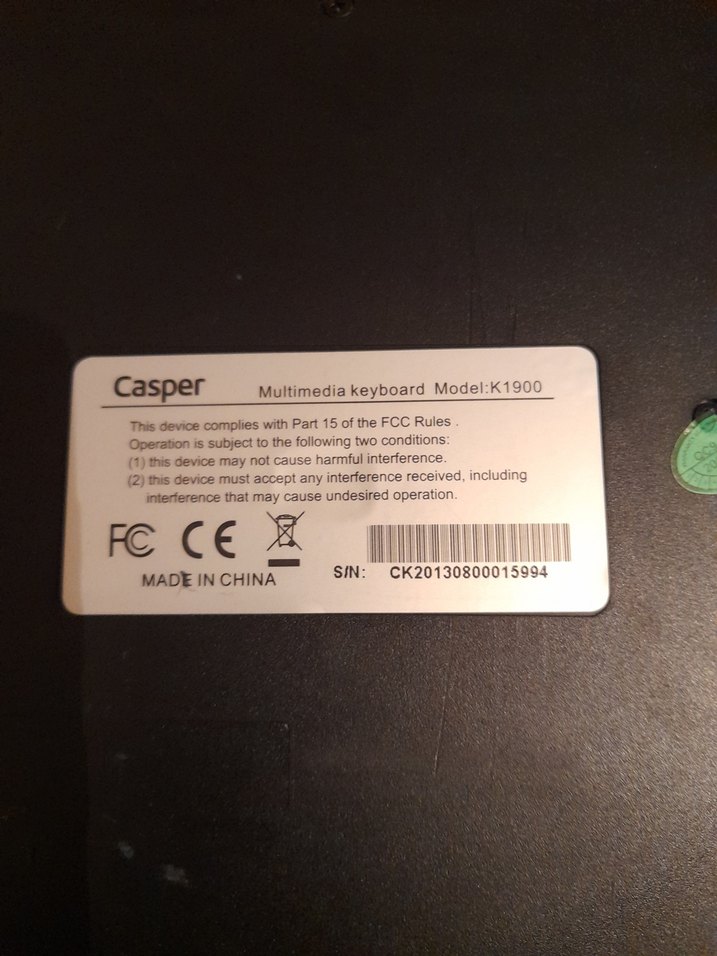 Casper
Multimedia keyboard Model:K1900
This device complies with Part 15 of the FCC Rules .
Operation is subject to the following two conditions:
(1) this device may not cause harmful interference.
(2) this device must accept any interference received, including
interference that may cause undesired operation.
FC CE
MADE IN CHINA
S/N: CK20130800015994